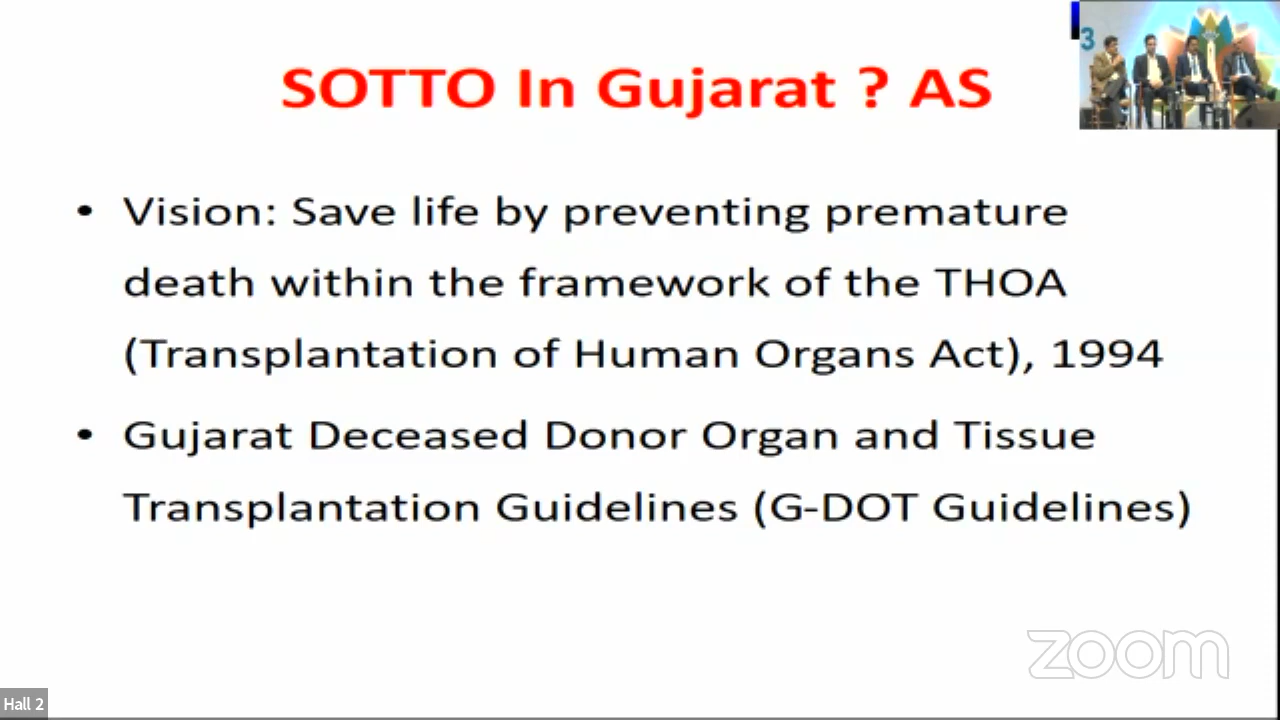 3
SOTTO In Gujarat ? AS
• Vision: Save life by preventing premature
death within the framework of the THOA
(Transplantation of Human Organs Act), 1994
• Gujarat Deceased Donor Organ and Tissue
Transplantation Guidelines (G-DOT Guidelines)
zoom
Hall 2